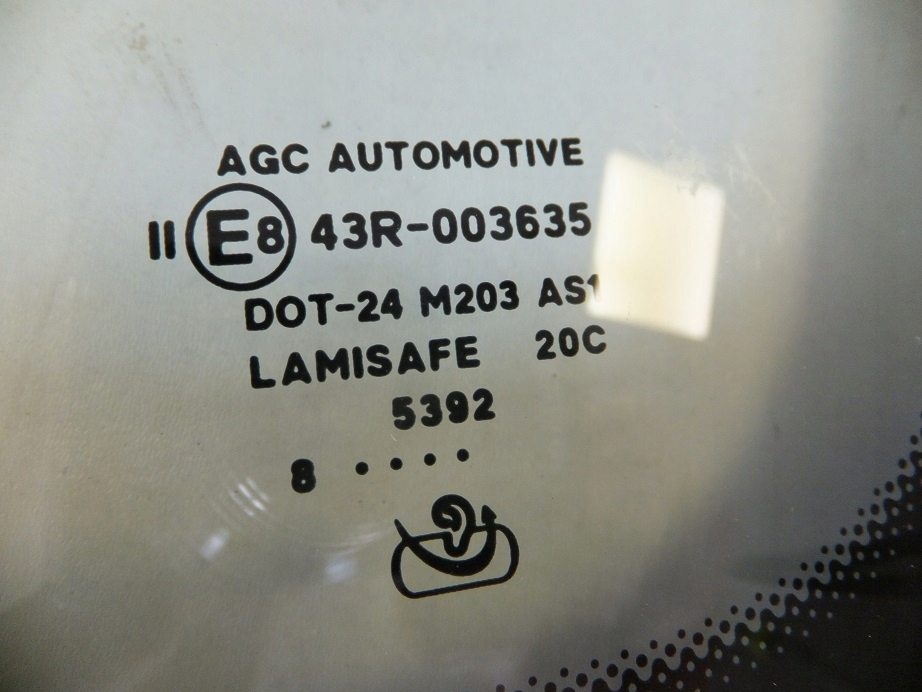 AGC AUTOMOTIVE
II E8 43R-003635
DOT-24 M203 AS1
LAMISAFE 20C
5392
8 ....